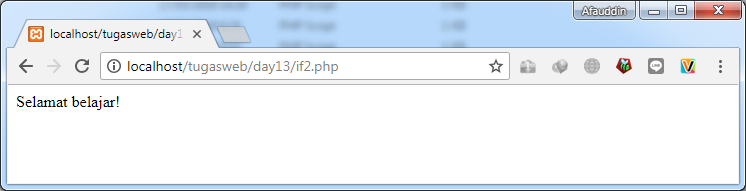 Afauddin
localhost/tugasweb/day1
localhost/tugasweb/day13/if2.php
Selamat belajar!